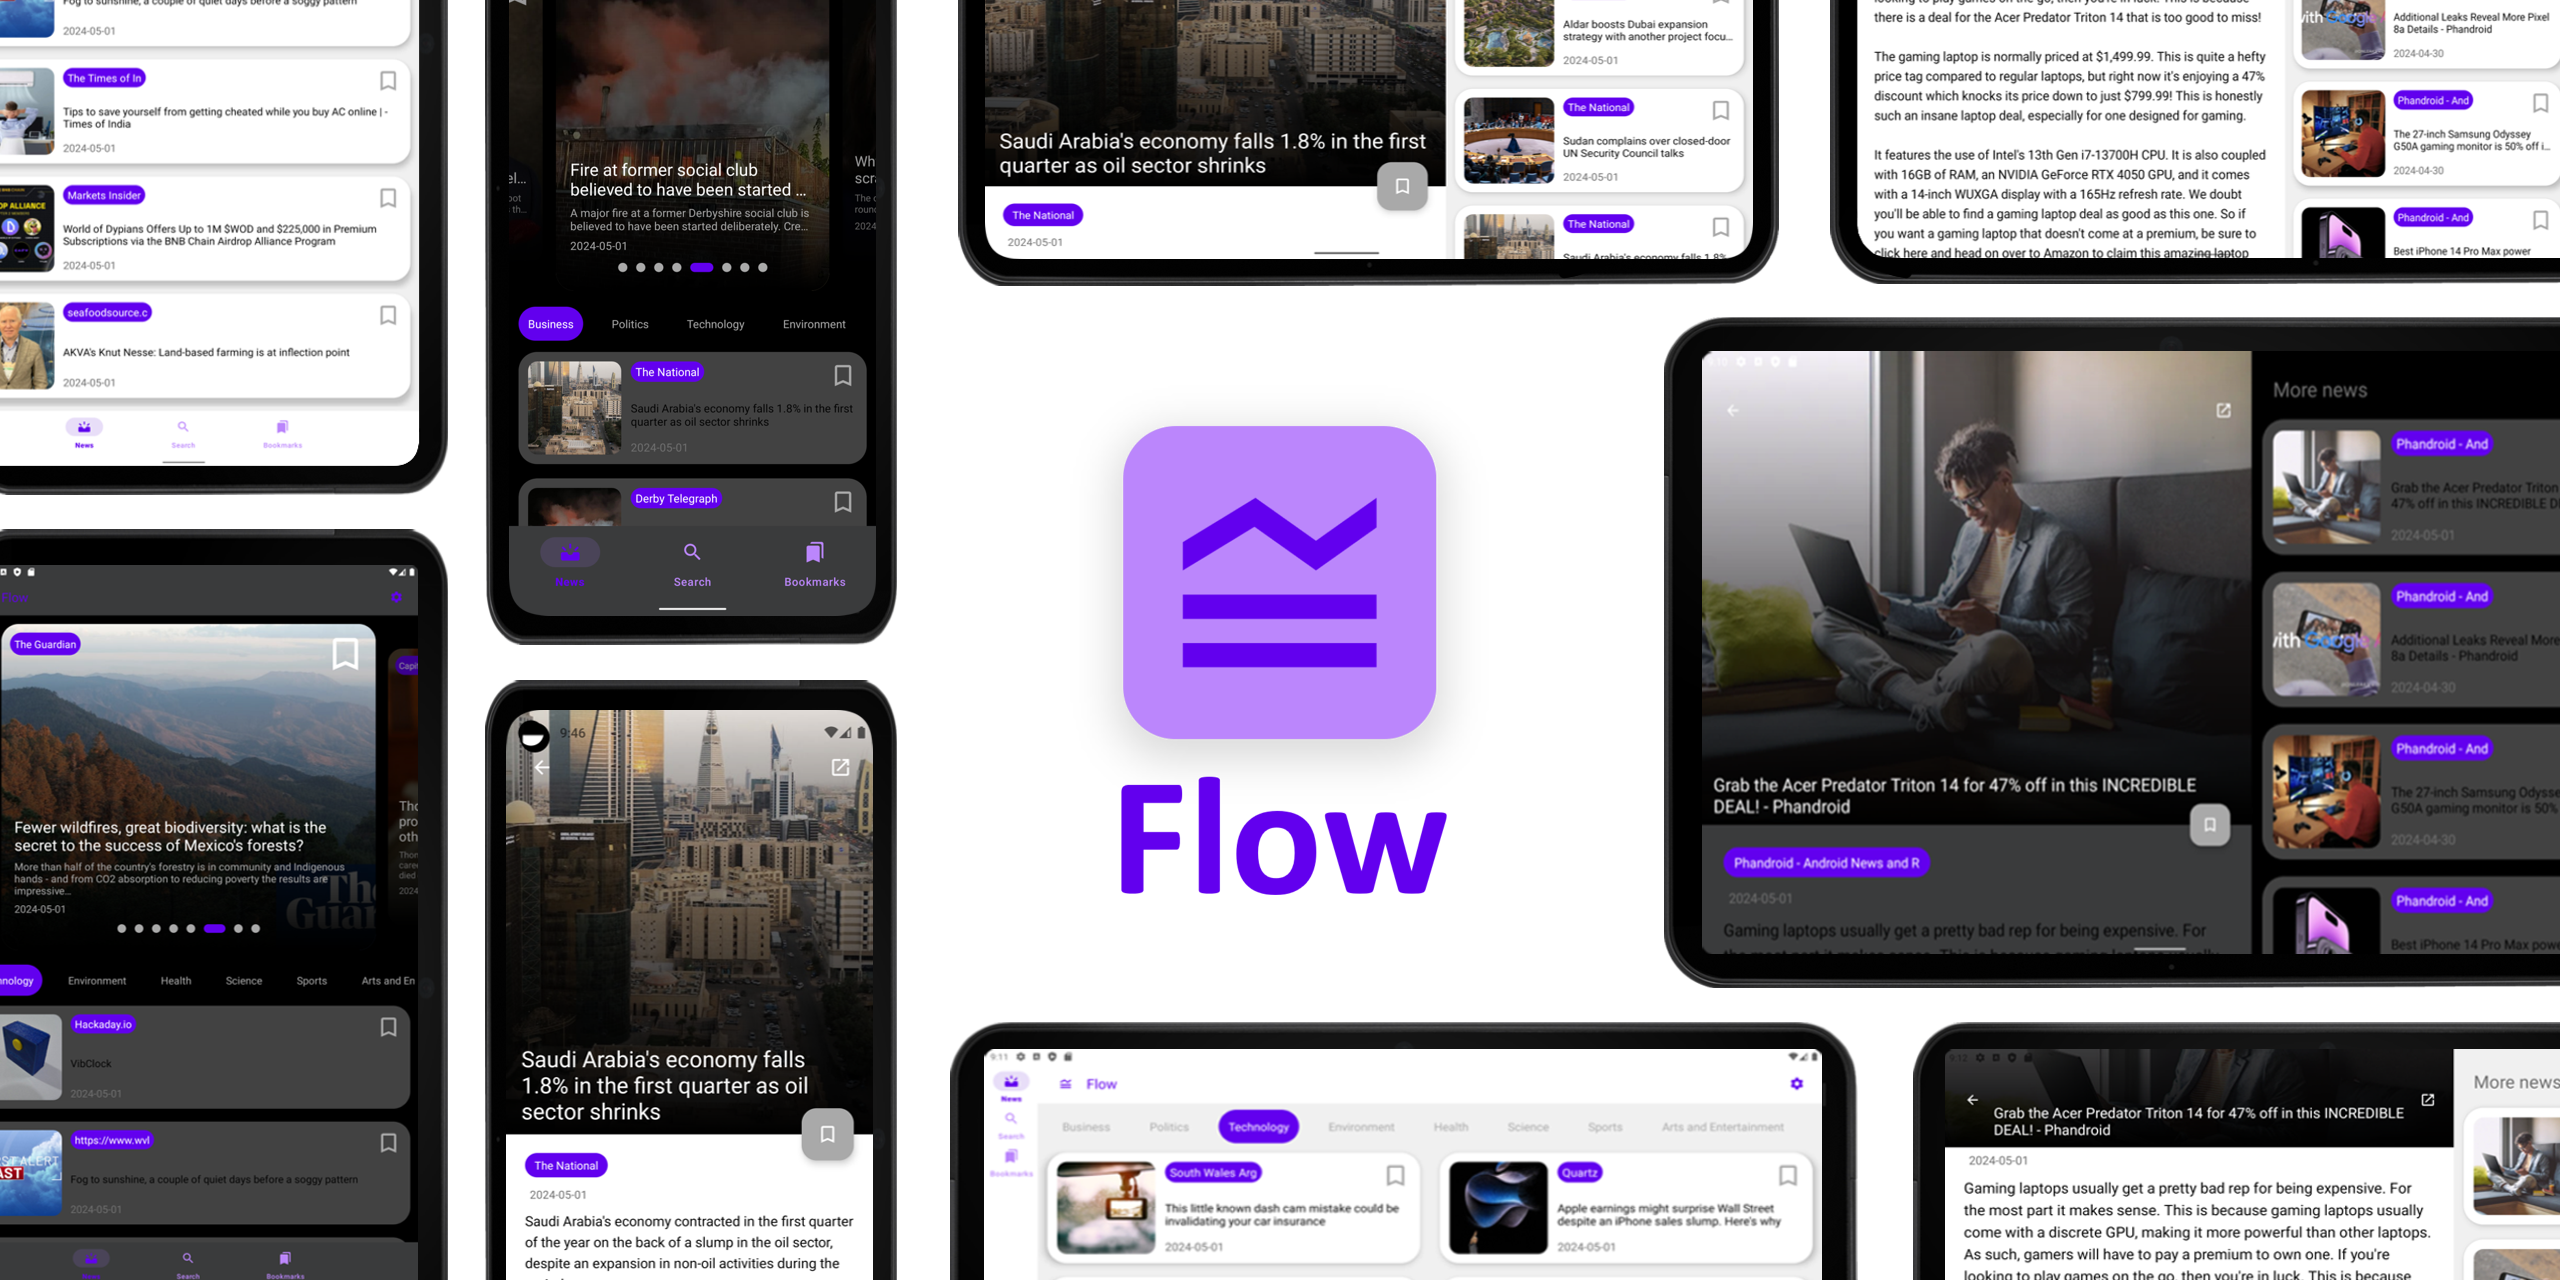 Fog to sunshine, a couple of quiet days before a soggy pattern
2024-05-01
The Times of In
Tips to save yourself from getting cheated while you buy AC online | -
Times of India
2024-05-01
Markets Insider
World of Dypians Offers Up to 1M $WOD and $225,000 in Premium
Subscriptions via the BNB Chain Airdrop Alliance Program
2024-05-01
seafoodsource.c
AKVA's Knut Nesse: Land-based farming is at inflection point
2024-05-01
News
Search
Bookmarks
Flow
The Guardian
Fewer wildfires, great biodiversity: what is the
secret to the success of Mexico's forests?
More than half of the country's forestry is in community and Indigenous
hands - and from CO2 absorption to reducing poverty the results are
impressive...
2024-05-01
Capi
Tho
pro
oth
2024
nology
Environment
Health
Science
Sports
Arts and En
Hackaday.io
VibClock
2024-05-01
https://www.wvl
Fog to sunshine, a couple of quiet days before a soggy pattern
2024-05-01
Search
Bookmarks
Fire at former social club
believed to have been started ...
A major fire at a former Derbyshire social club is
believed to have been started deliberately. Cre...
2024-05-01
Business
Politics
Technology
Environment
The National
Saudi Arabia's economy falls 1.8% in the first
quarter as oil sector shrinks
2024-05-01
Derby Telegraph
News
Search
Bookmarks
9:46
Saudi Arabia's economy falls
1.8% in the first quarter as oil
sector shrinks
The National
2024-05-01
Saudi Arabia's economy contracted in the first quarter
of the year on the back of a slump in the oil sector,
despite an expansion in non-oil activities during the
Saudi Arabia's economy falls 1.8% in the first
quarter as oil sector shrinks
The National
2024-05-01
Aldar boosts Dubai expansion
strategy with another project focu...
2024-05-01
The National
Sudan complains over closed-door
UN Security Council talks
2024-05-01
The National
Saudi Arabia's economy falls 1.8%
there is a deal for the Acer Predator Triton 14 that is too good to miss!
The gaming laptop is normally priced at $1,499.99. This is quite a hefty
price tag compared to regular laptops, but right now it's enjoying a 47%
discount which knocks its price down to just $799.99! This is honestly
such an insane laptop deal, especially for one designed for gaming.
It features the use of Intel's 13th Gen i7-13700H CPU. It is also coupled
with 16GB of RAM, an NVIDIA GeForce RTX 4050 GPU, and it comes
with a 14-inch WUXGA display with a 165Hz refresh rate. We doubt
you'll be able to find a gaming laptop deal as good as this one. So if
you want a gaming laptop that doesn't come at a premium, be sure to
click here and head on over to Amazon to claim this amazing laptop
Additional Leaks Reveal More Pixel
8a Details - Phandroid
2024-04-30
Phandroid - And
The 27-inch Samsung Odyssey
G50A gaming monitor is 50% off i...
2024-04-30
Phandroid - And
Best iPhone 14 Pro Max power
Flow
Grab the Acer Predator Triton 14 for 47% off in this INCREDIBLE
DEAL! - Phandroid
Phandroid - Android News and R
2024-05-01
Gaming laptops usually get a pretty bad rep for being expensive. For
More news
Phandroid - And
Grab the Acer Predator Triton
47% off in this INCREDIBLE D
2024-05-01
Phandroid - And
Additional Leaks Reveal More
8a Details - Phandroid
2024-04-30
Phandroid - And
The 27-inch Samsung Odysse
G50A gaming monitor is 50%
2024-04-30
Phandroid - And
Best iPhone 14 Pro Max powe
9:11
News
Search
Bookmarks
Flow
Business
Politics
Technology
Environment
Health
Science
Sports
Arts and Entertainment
South Wales Arg
This little known dash cam mistake could be
invalidating your car insurance
2024-05-01
Quartz
Apple earnings might surprise Wall Street
despite an iPhone sales slump. Here's why
2024-05-01
9:12
Grab the Acer Predator Triton 14 for 47% off in this INCREDIBLE
DEAL! - Phandroid
2024-05-01
Gaming laptops usually get a pretty bad rep for being expensive. For
the most part it makes sense. This is because gaming laptops usually
come with a discrete GPU, making it more powerful than other laptops.
As such, gamers will have to pay a premium to own one. If you're
looking to play games on the go, then you're in luck. This is because
More news